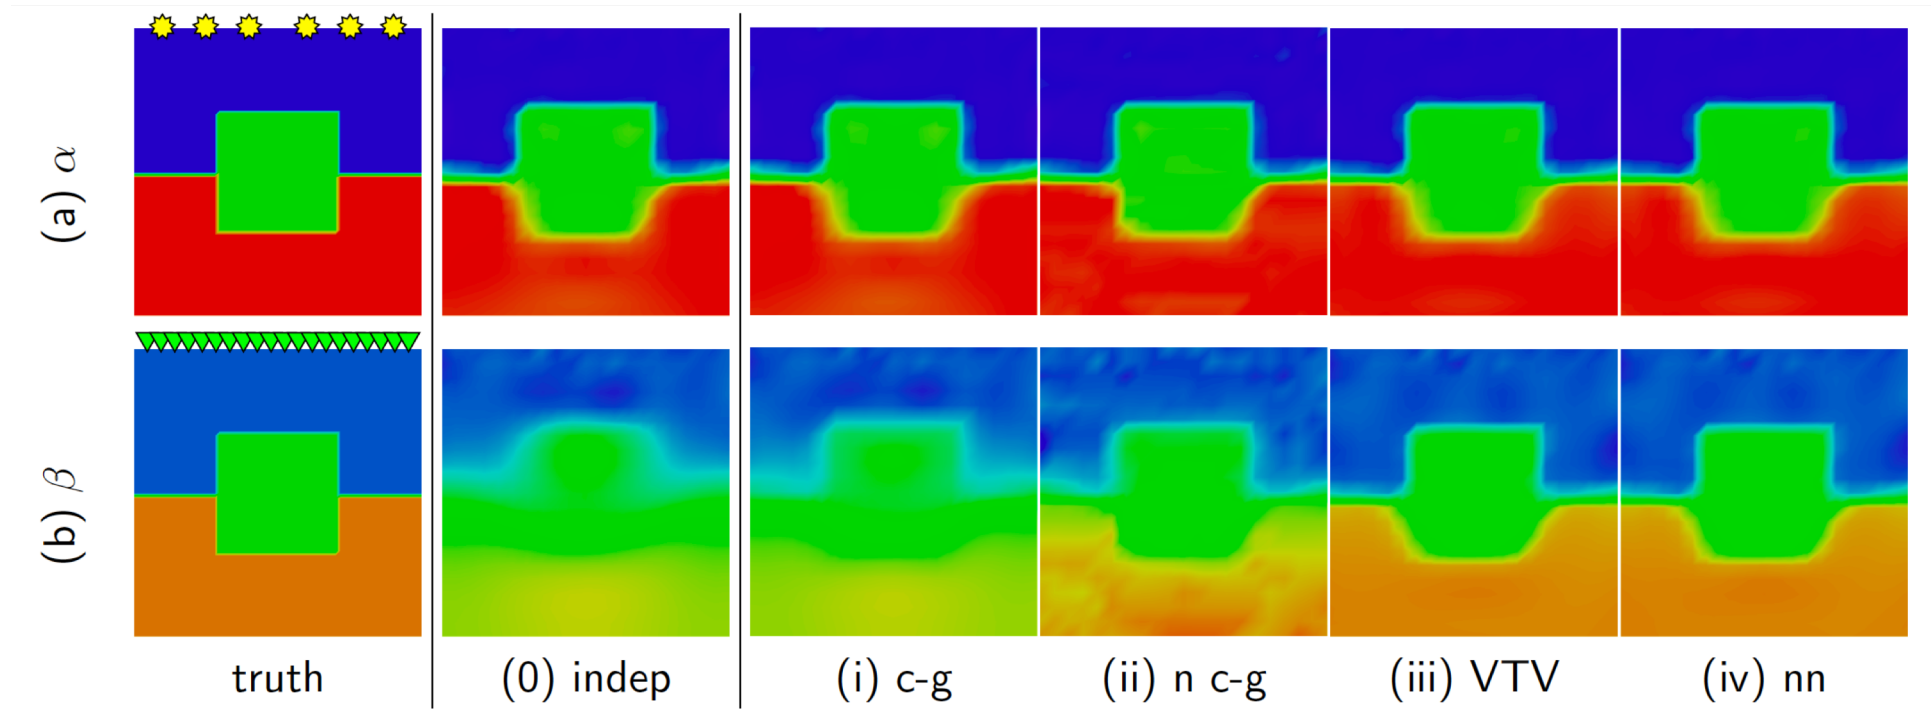 (a) α
(b) β
truth
(0) indep
(i) c-g
(ii) n c-g
(iii) VTV
(iv) nn